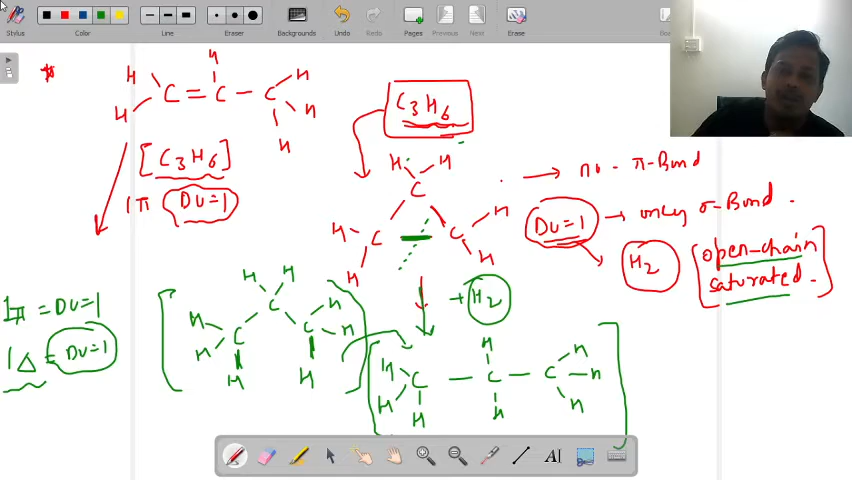 Stylus
Color
Line
Eraser
Backgrounds
Undo
Redo
Pages
Previous
Next
Erase
H
H
C = C - C
H
H
H
H
[C3H6]
1π DU=1
C3H6
H H
C
H
C
H
C
H
H
→ no - π-Bond
DU=1 → only σ-Bond .
H2
[open-chain
saturated.]
+ H2
1π = DU=1
1△ = DU=1
H H
C
H
H
C
H
C
H
H
H
H
H
H
C — C — C
H
H
H
H
H
H
A